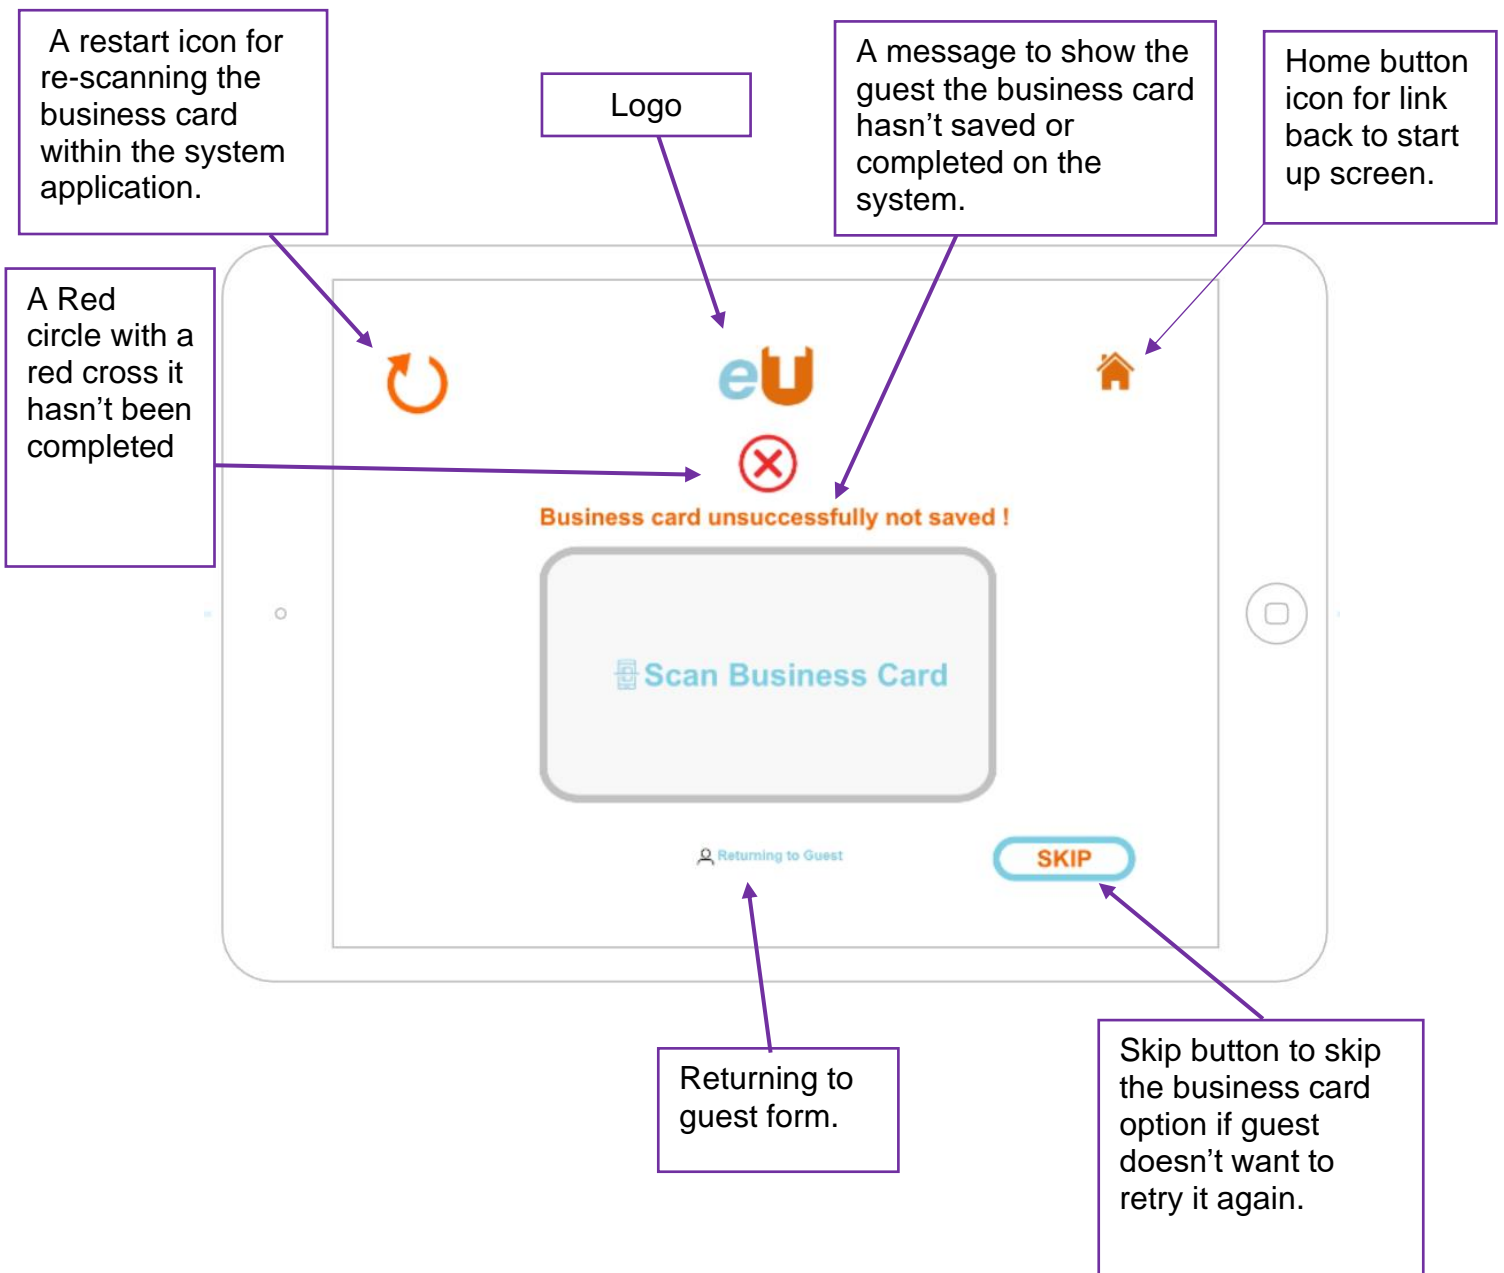 A restart icon for
re-scanning the
business card
within the system
application.
Logo
A message to show the
guest the business card
hasn’t saved or
completed on the
system.
Home button
icon for link
back to start
up screen.
A Red
circle with a
red cross it
hasn’t been
completed
eU
Business card unsuccessfully not saved !
Scan Business Card
Returning to Guest
SKIP
Returning to
guest form.
Skip button to skip
the business card
option if guest
doesn’t want to
retry it again.